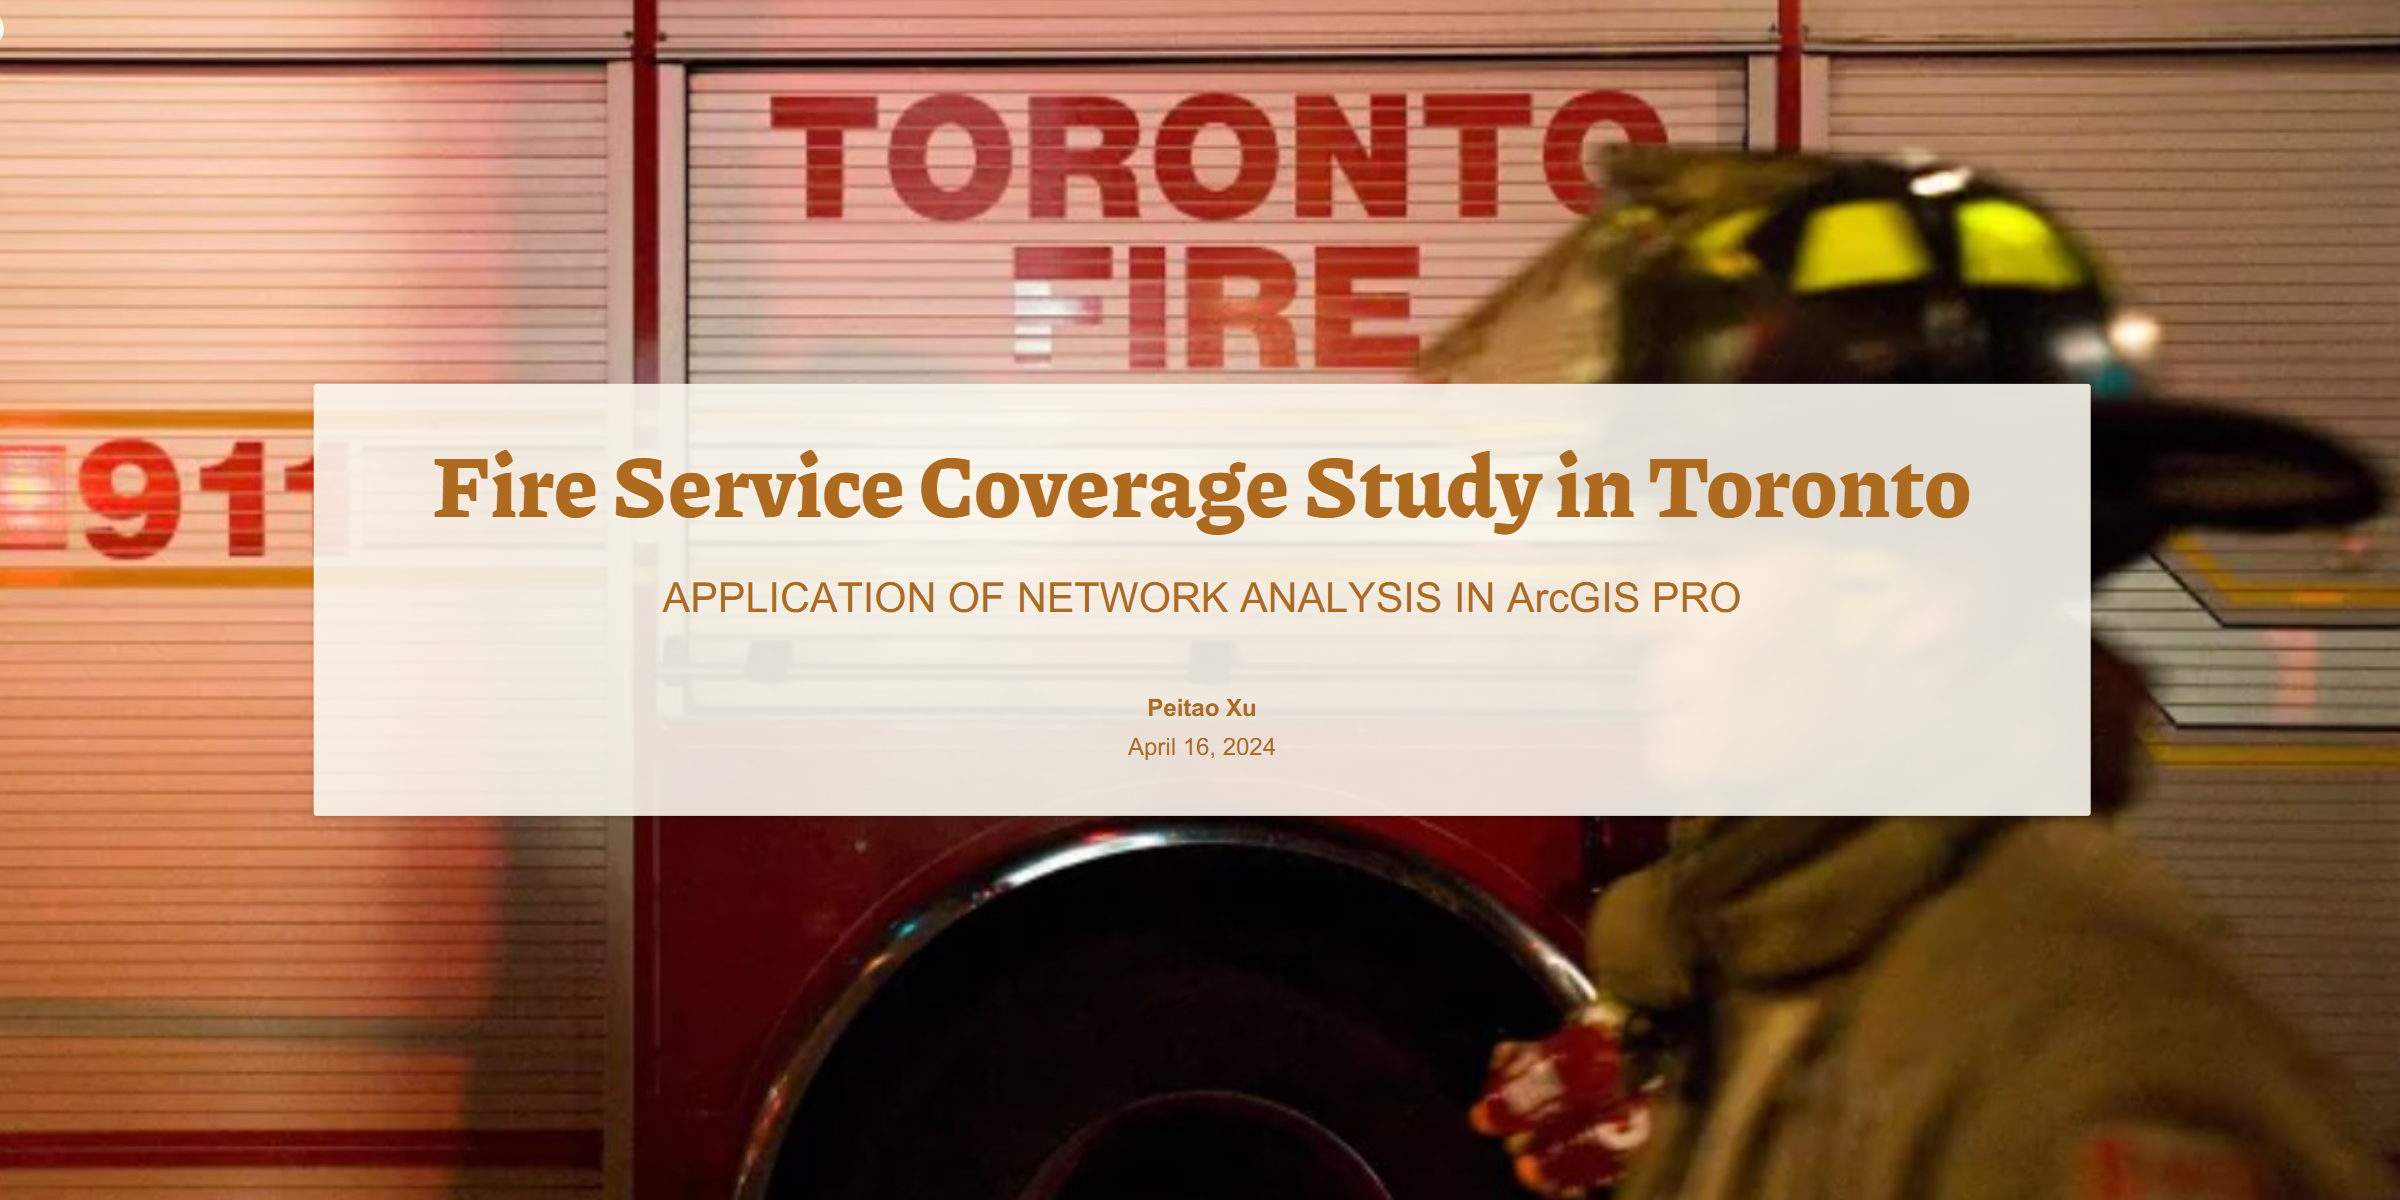 TORONTO
FIRE
911
Fire Service Coverage Study in Toronto
APPLICATION OF NETWORK ANALYSIS IN ArcGIS PRO
Peitao Xu
April 16, 2024